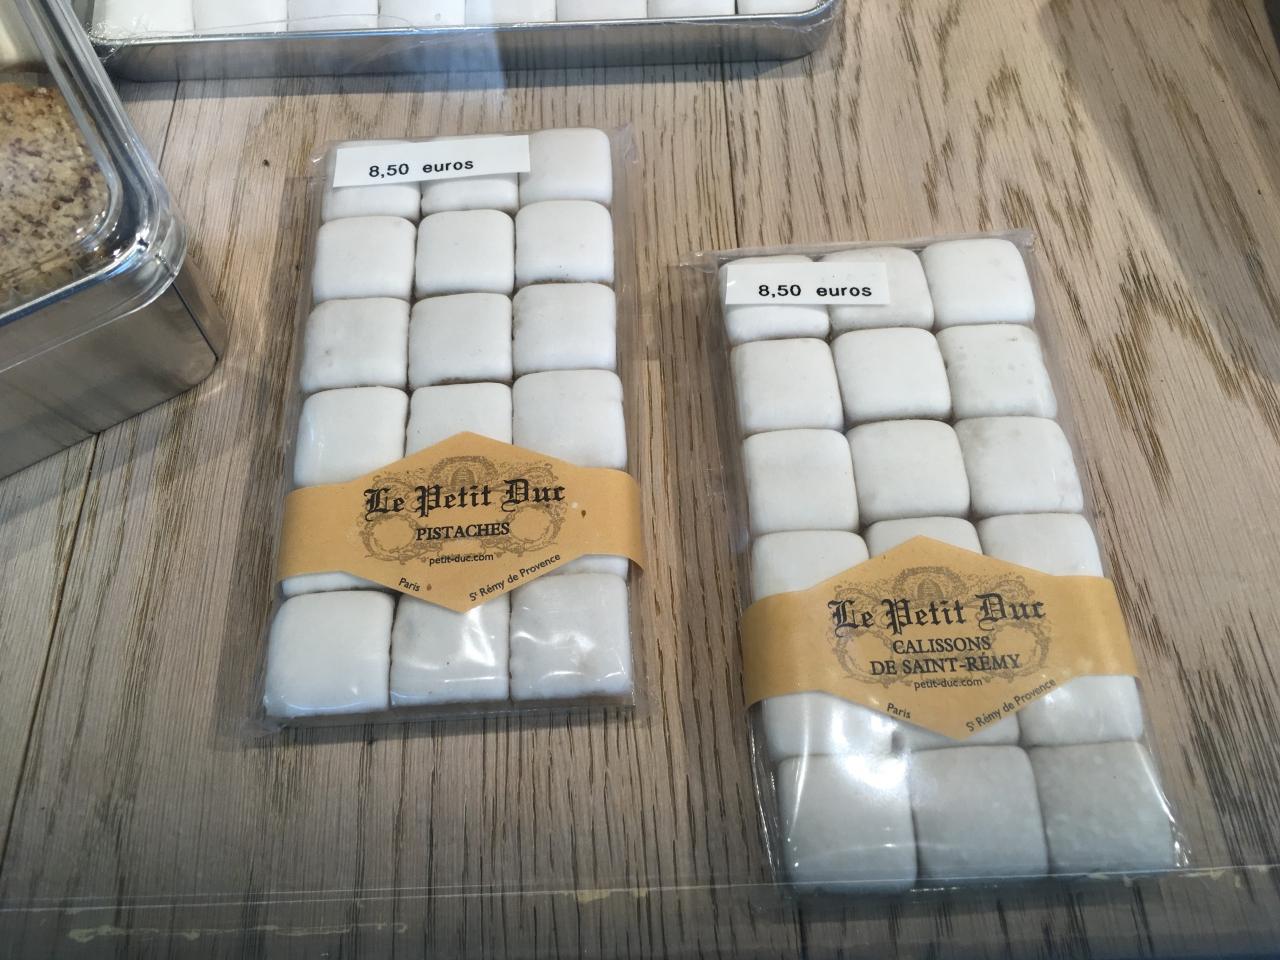 8,50 euros
Le Petit Duc
PISTACHES
petit-duc.com
Paris
St Rémy de Provence
8,50 euros
Le Petit Duc
CALISSONS
DE SAINT-RÉMY
petit-duc.com
Paris
St Rémy de Provence